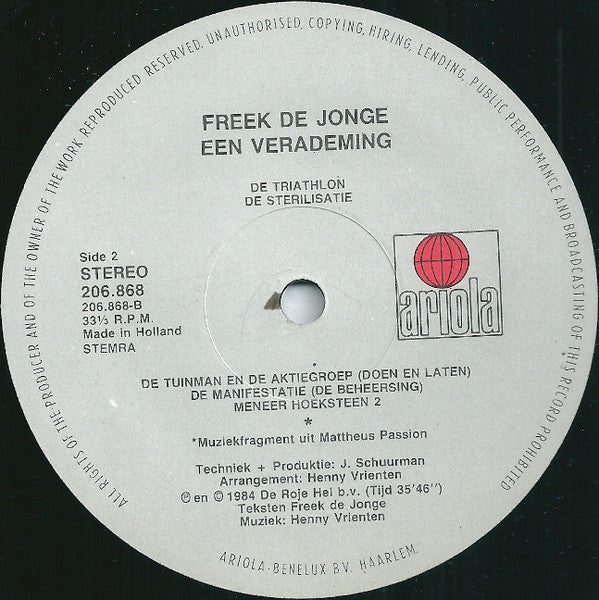 ALL RIGHTS OF THE PRODUCER AND OF THE OWNER OF THE WORK REPRODUCED RESERVED. UNAUTHORISED, COPYING, HIRING, LENDING, PUBLIC PERFORMANCE AND BROADCASTING OF THIS RECORD PROHIBITED
FREEK DE JONGE
EEN VERADEMING
DE TRIATHLON
DE STERILISATIE
Side 2
STEREO
206.868
206.868-B
33⅓ R.P.M.
Made in Holland
STEMRA
ariola
*
DE TUINMAN EN DE AKTIEGROEP (DOEN EN LATEN)
DE MANIFESTATIE (DE BEHEERSING)
MENEER HOEKSTEEN 2
*
*Muziekfragment uit Mattheus Passion
Techniek + Produktie: J. Schuurman
Arrangement: Henny Vrienten
℗ en © 1984 De Roje Hel b.v. (Tijd 35'46'')
Teksten Freek de Jonge
Muziek: Henny Vrienten
ARIOLA-BENELUX B.V. HAARLEM.